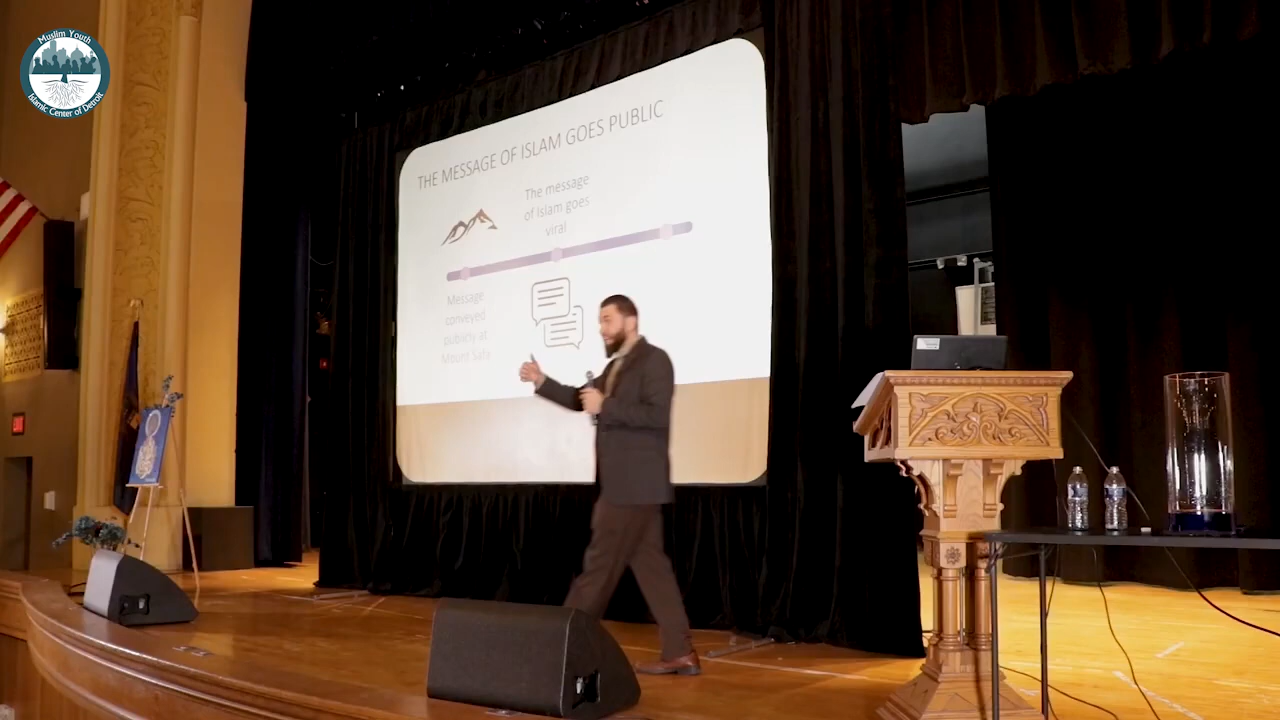 Muslim Youth
Islamic Center of Detroit
THE MESSAGE OF ISLAM GOES PUBLIC
The message
of Islam goes
viral
Message
conveyed
publicly at
Mount Safa